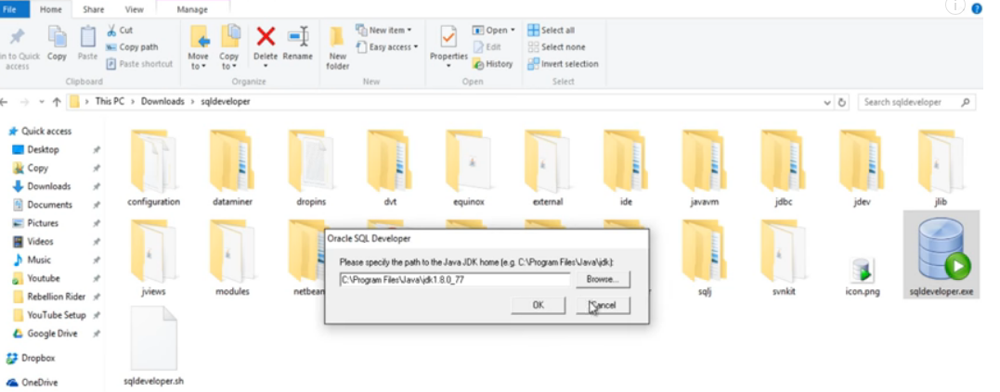 File Home Share View Manage
Cut
Copy path
Paste shortcut
in to Quick access
Copy
Paste
Clipboard
Move to
Copy to
Delete
Rename
Organize
New folder
New item
Easy access
New
Properties
Open
Edit
History
Open
Select all
Select none
Invert selection
Select
This PC > Downloads > sqldeveloper
Search sqldeveloper
Quick access
Desktop
Copy
Downloads
Documents
Pictures
Videos
Music
Youtube
Rebellion Rider
YouTube Setup
Google Drive
Dropbox
OneDrive
configuration dataminer dropins dvt equinox external ide javavm jdbc jdev jlib
jviews modules netbean sqlj svnkit icon.png sqldeveloper.exe
sqldeveloper.sh
Oracle SQL Developer
Please specify the path to the Java JDK home (e.g. C:\Program Files\Java\jdk):
C:\Program Files\Java\jdk1.8.0_77
Browse...
OK
Cancel